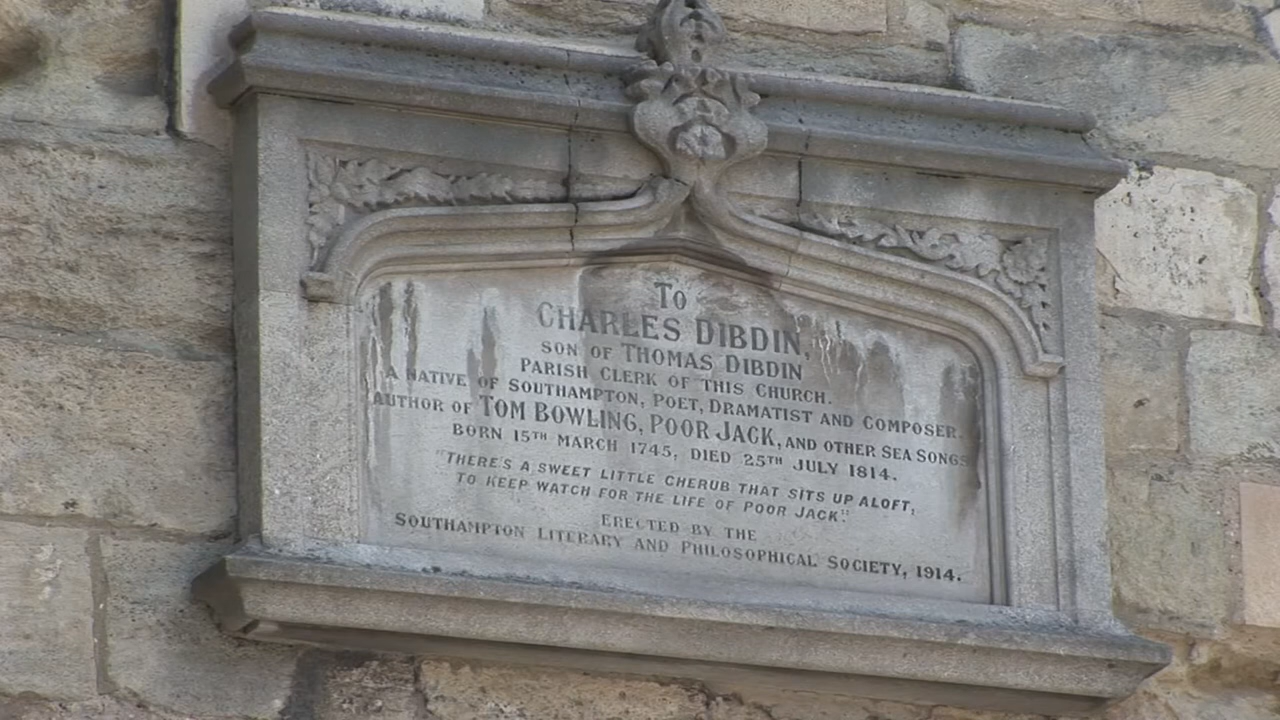 To
CHARLES DIBDIN,
SON OF THOMAS DIBDIN
PARISH CLERK OF THIS CHURCH.
A NATIVE OF SOUTHAMPTON, POET, DRAMATIST AND COMPOSER.
AUTHOR OF TOM BOWLING, POOR JACK, AND OTHER SEA SONGS
BORN 15TH MARCH 1745, DIED 25TH JULY 1814.
"THERE'S A SWEET LITTLE CHERUB THAT SITS UP ALOFT,
TO KEEP WATCH FOR THE LIFE OF POOR JACK".
ERECTED BY THE
SOUTHAMPTON LITERARY AND PHILOSOPHICAL SOCIETY, 1914.